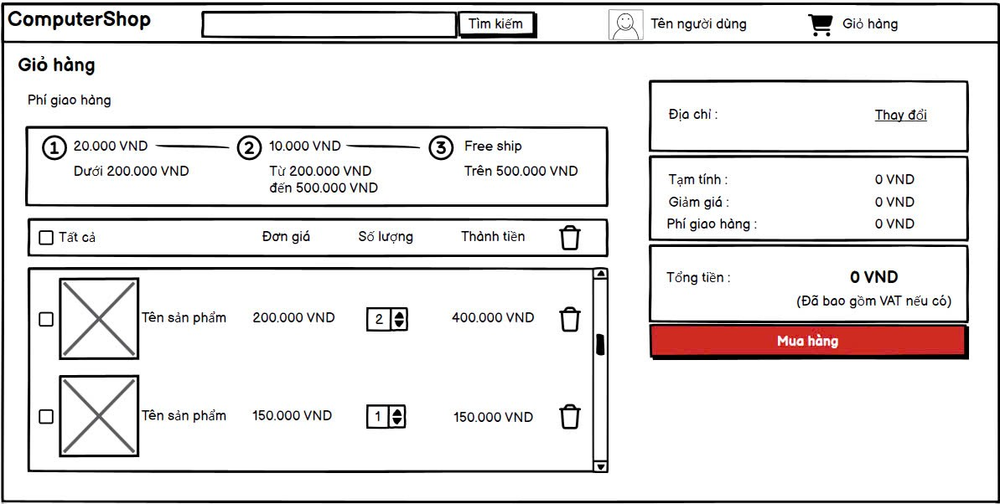 ComputerShop
Tìm kiếm
Tên người dùng
Giỏ hàng
Giỏ hàng
Phí giao hàng
1 20.000 VND
Dưới 200.000 VND
2 10.000 VND
Từ 200.000 VND
đến 500.000 VND
3 Free ship
Trên 500.000 VND
Tất cả Đơn giá Số lượng Thành tiền
Tên sản phẩm 200.000 VND 2 400.000 VND
Tên sản phẩm 150.000 VND 1 150.000 VND
Địa chỉ : Thay đổi
Tạm tính : 0 VND
Giảm giá : 0 VND
Phí giao hàng : 0 VND
Tổng tiền : 0 VND
(Đã bao gồm VAT nếu có)
Mua hàng